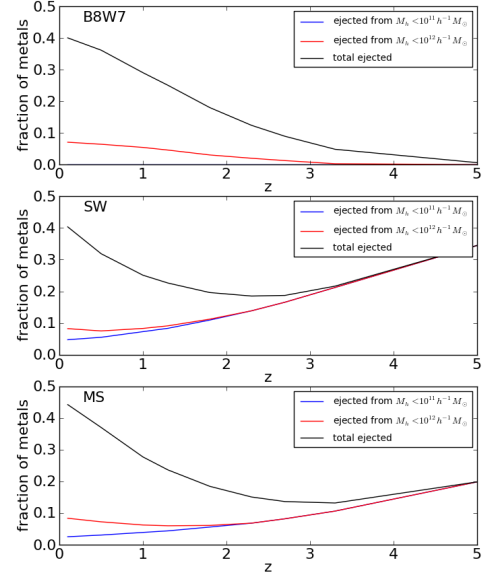 B8W7
ejected from M_h < 10^{11} h^{-1} M_⊙
ejected from M_h < 10^{12} h^{-1} M_⊙
total ejected
fraction of metals
0.5
0.4
0.3
0.2
0.1
0.0
0 1 2 3 4 5
z
SW
ejected from M_h < 10^{11} h^{-1} M_⊙
ejected from M_h < 10^{12} h^{-1} M_⊙
total ejected
fraction of metals
0.5
0.4
0.3
0.2
0.1
0.0
0 1 2 3 4 5
z
MS
ejected from M_h < 10^{11} h^{-1} M_⊙
ejected from M_h < 10^{12} h^{-1} M_⊙
total ejected
fraction of metals
0.5
0.4
0.3
0.2
0.1
0.0
0 1 2 3 4 5
z